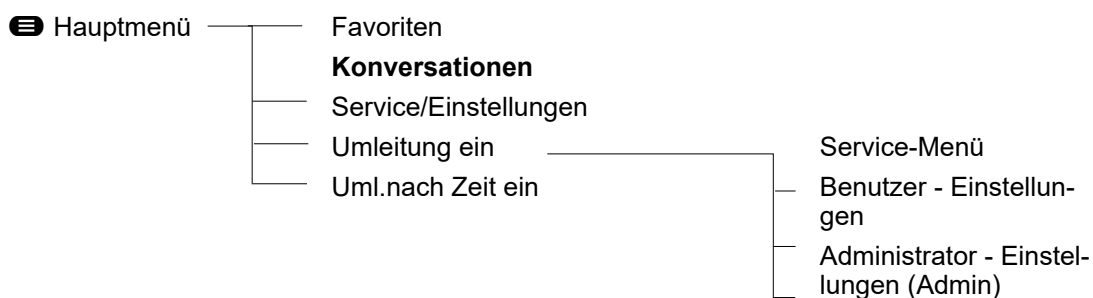 Hauptmenü
Favoriten
Konversationen
Service/Einstellungen
Umleitung ein
Uml.nach Zeit ein
Service-Menü
Benutzer - Einstellun-
gen
Administrator - Einstel-
lungen (Admin)